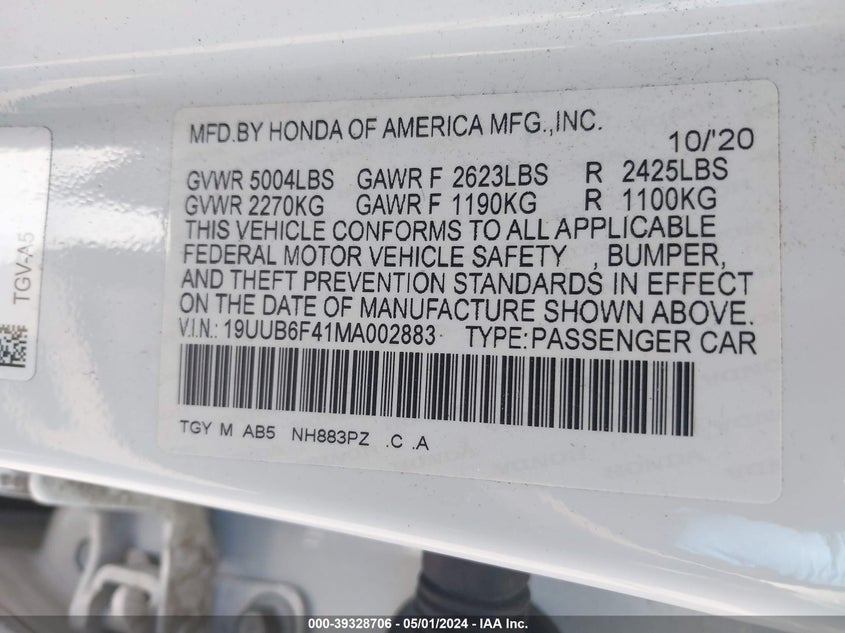 MFD.BY HONDA OF AMERICA MFG.,INC.
10/'20
GVWR 5004LBS GAWR F 2623LBS R 2425LBS
GVWR 2270KG GAWR F 1190KG R 1100KG
THIS VEHICLE CONFORMS TO ALL APPLICABLE
FEDERAL MOTOR VEHICLE SAFETY , BUMPER,
AND THEFT PREVENTION STANDARDS IN EFFECT
ON THE DATE OF MANUFACTURE SHOWN ABOVE.
V.I.N.: 19UUB6F41MA002883 TYPE:PASSENGER CAR
TGY M AB5 NH883PZ .C .A
TGV-A5
000-39328706 - 05/01/2024 - IAA Inc.